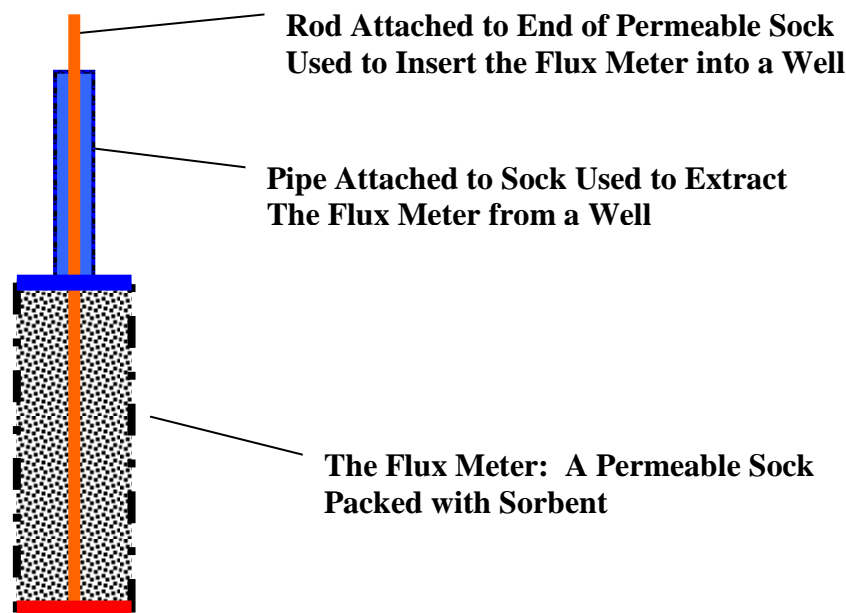 Rod Attached to End of Permeable Sock
Used to Insert the Flux Meter into a Well
Pipe Attached to Sock Used to Extract
The Flux Meter from a Well
The Flux Meter:  A Permeable Sock
Packed with Sorbent